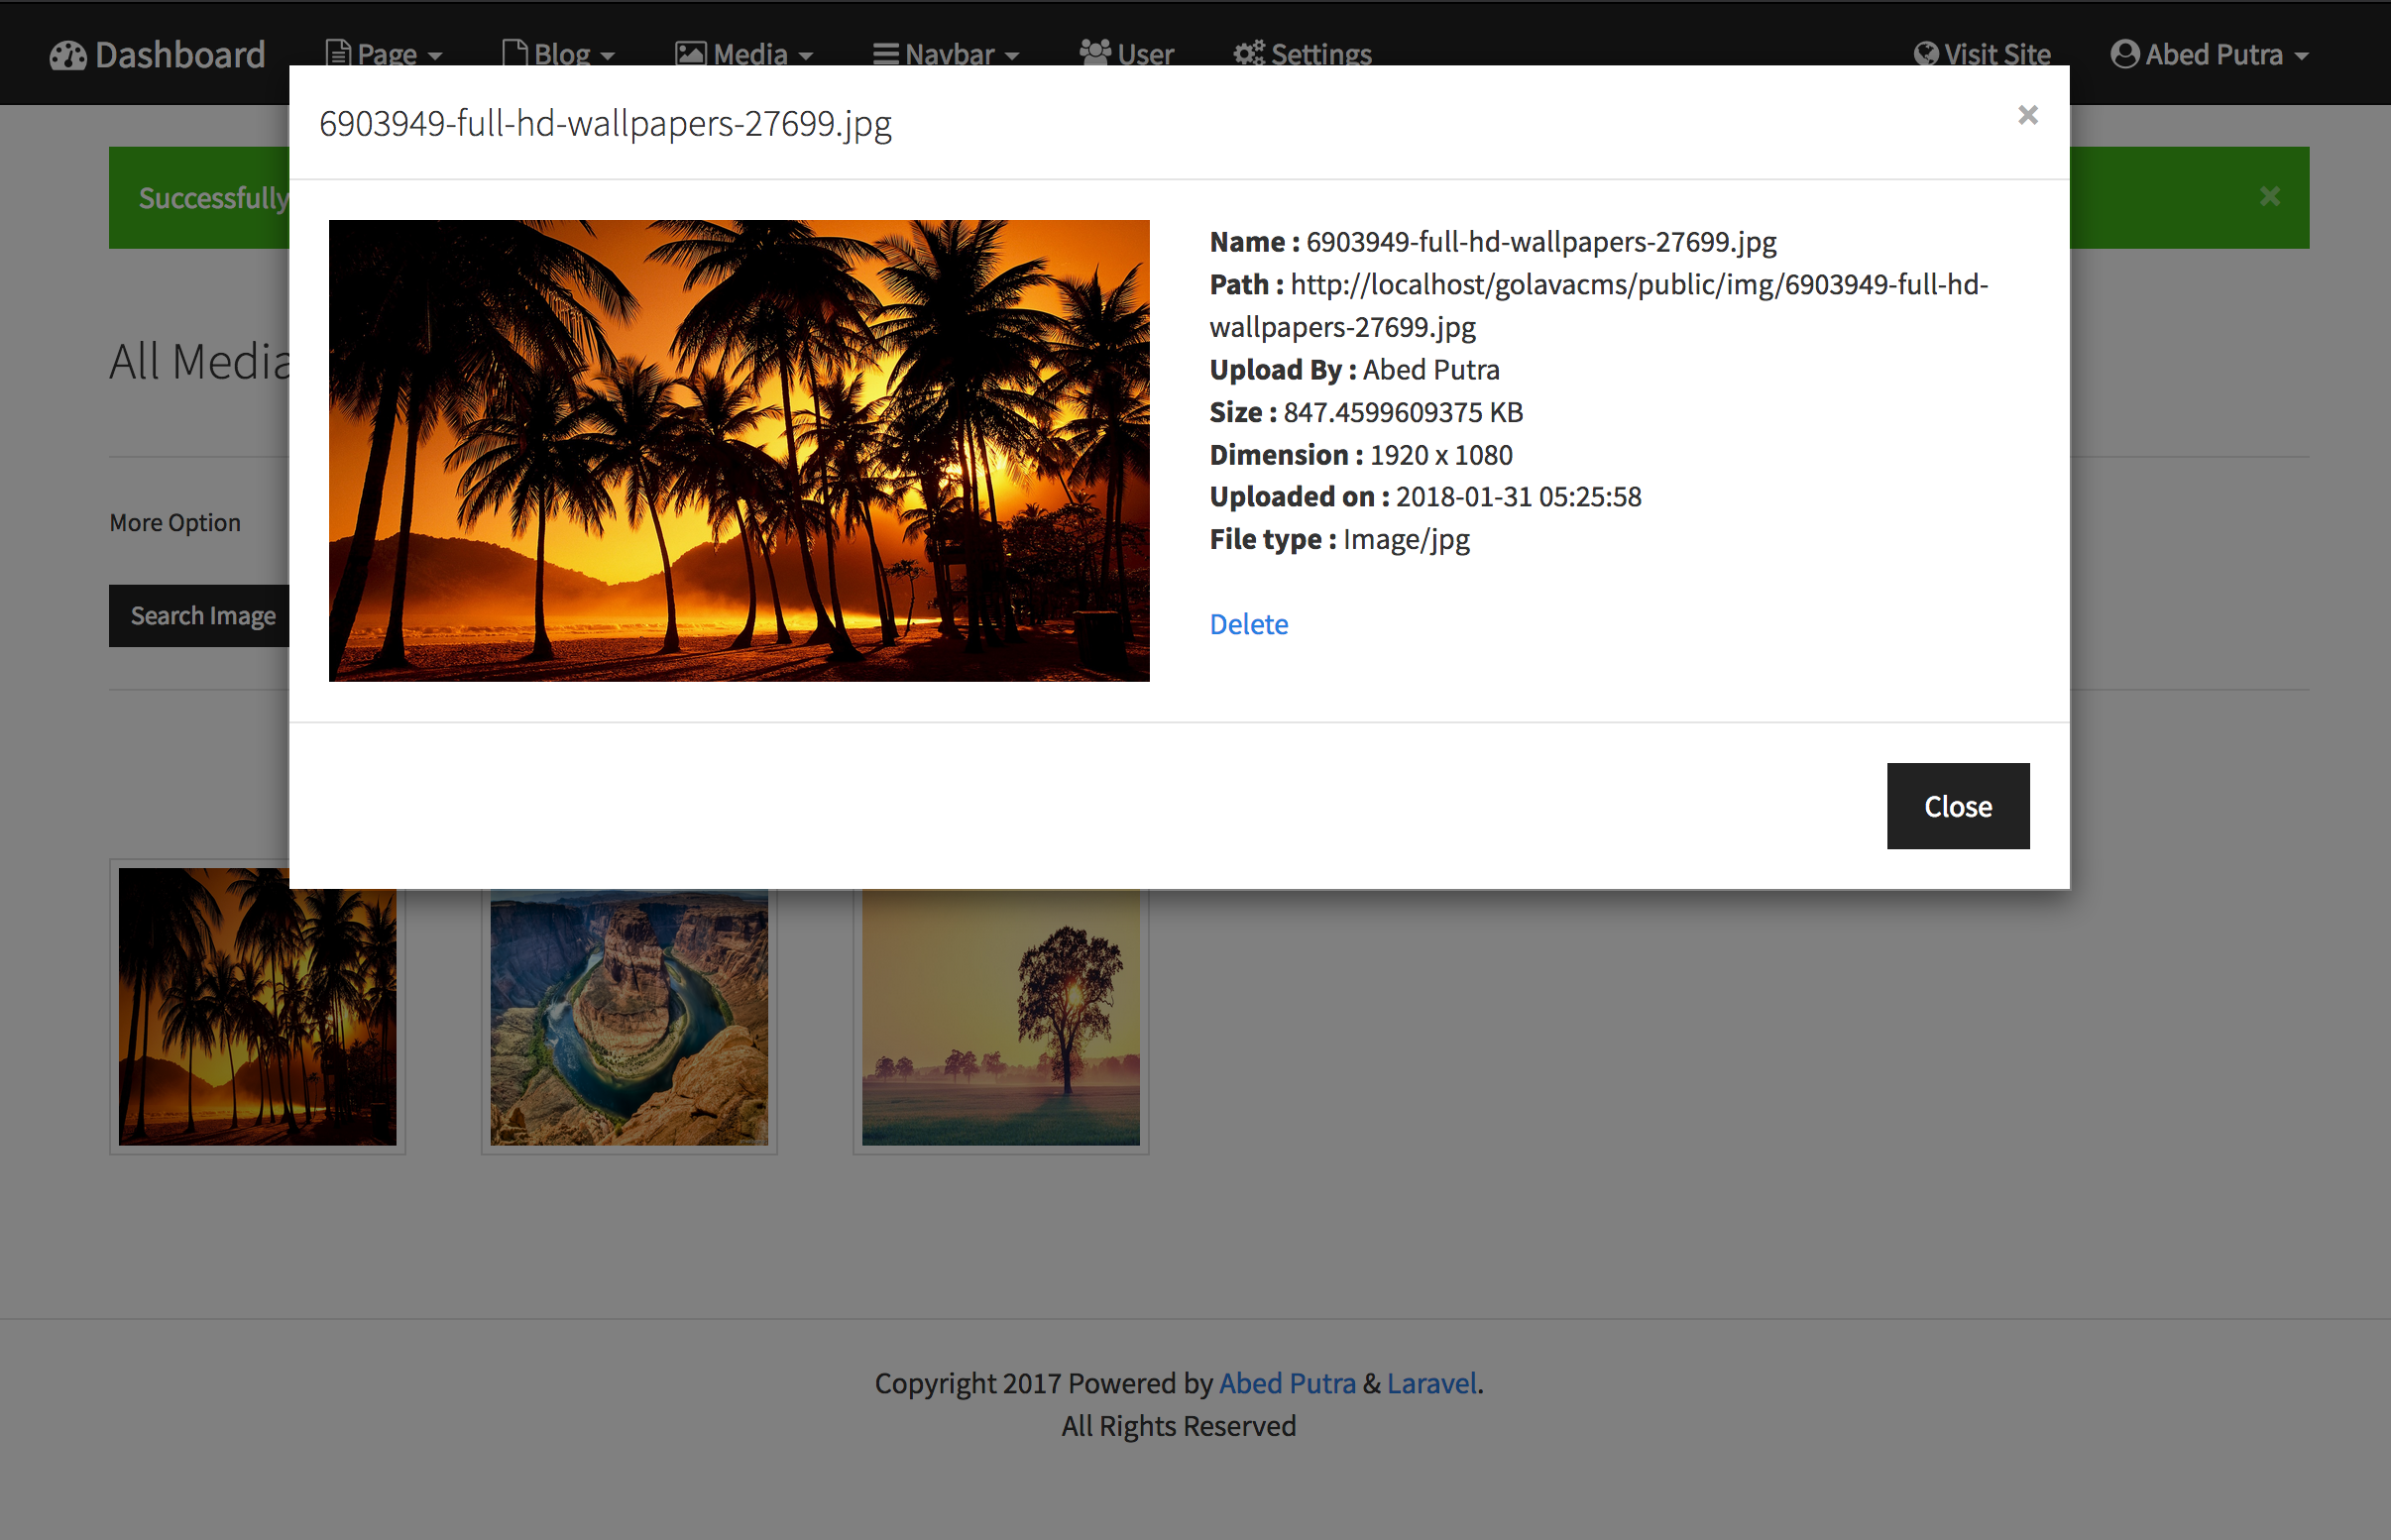 Dashboard Page Blog Media Navbar User Settings Visit Site Abed Putra
6903949-full-hd-wallpapers-27699.jpg ×
Successfully ×
Name : 6903949-full-hd-wallpapers-27699.jpg
Path : http://localhost/golavacms/public/img/6903949-full-hd-
wallpapers-27699.jpg
Upload By : Abed Putra
Size : 847.4599609375 KB
Dimension : 1920 x 1080
Uploaded on : 2018-01-31 05:25:58
File type : Image/jpg
Delete
Close
All Media
More Option
Search Image
Copyright 2017 Powered by Abed Putra & Laravel.
All Rights Reserved